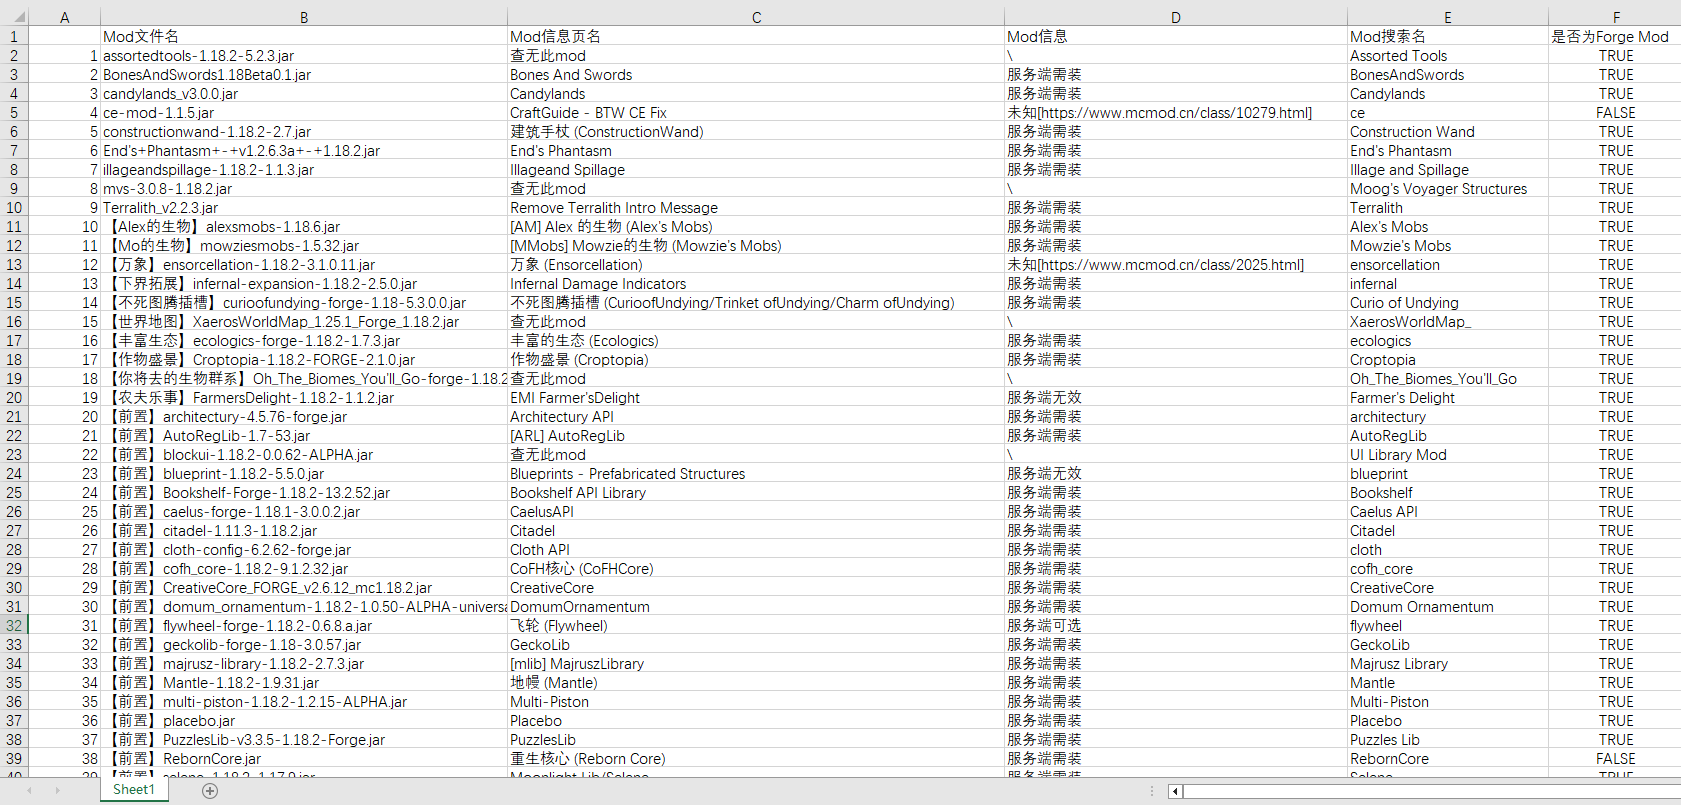 A B C D E F
1 Mod文件名 Mod信息页名 Mod信息 Mod搜索名 是否为Forge Mod
2 1 assortedtools-1.18.2-5.2.3.jar 查无此mod \ Assorted Tools TRUE
3 2 BonesAndSwords1.18Beta0.1.jar Bones And Swords 服务端需装 BonesAndSwords TRUE
4 3 candylands_v3.0.0.jar Candylands 服务端需装 Candylands TRUE
5 4 ce-mod-1.1.5.jar CraftGuide - BTW CE Fix 未知[https://www.mcmod.cn/class/10279.html] ce FALSE
6 5 constructionwand-1.18.2-2.7.jar 建筑手杖 (ConstructionWand) 服务端需装 Construction Wand TRUE
7 6 End's+Phantasm+-+v1.2.6.3a+-+1.18.2.jar End's Phantasm 服务端需装 End's Phantasm TRUE
8 7 illageandspillage-1.18.2-1.1.3.jar Illageand Spillage 服务端需装 Illage and Spillage TRUE
9 8 mvs-3.0.8-1.18.2.jar 查无此mod \ Moog's Voyager Structures TRUE
10 9 Terralith_v2.2.3.jar Remove Terralith Intro Message 服务端需装 Terralith TRUE
11 10 【Alex的生物】alexsmobs-1.18.6.jar [AM] Alex 的生物 (Alex's Mobs) 服务端需装 Alex's Mobs TRUE
12 11 【Mo的生物】mowziesmobs-1.5.32.jar [MMobs] Mowzie的生物 (Mowzie's Mobs) 服务端需装 Mowzie's Mobs TRUE
13 12 【万象】ensorcellation-1.18.2-3.1.0.11.jar 万象 (Ensorcellation) 未知[https://www.mcmod.cn/class/2025.html] ensorcellation TRUE
14 13 【下界拓展】infernal-expansion-1.18.2-2.5.0.jar Infernal Damage Indicators 服务端需装 infernal TRUE
15 14 【不死图腾插槽】curioofundying-forge-1.18-5.3.0.0.jar 不死图腾插槽 (CurioofUndying/Trinket ofUndying/Charm ofUndying) 服务端需装 Curio of Undying TRUE
16 15 【世界地图】XaerosWorldMap_1.25.1_Forge_1.18.2.jar 查无此mod \ XaerosWorldMap_ TRUE
17 16 【丰富生态】ecologics-forge-1.18.2-1.7.3.jar 丰富的生态 (Ecologics) 服务端需装 ecologics TRUE
18 17 【作物盛景】Croptopia-1.18.2-FORGE-2.1.0.jar 作物盛景 (Croptopia) 服务端需装 Croptopia TRUE
19 18 【你将去的生物群系】Oh_The_Biomes_You'll_Go-forge-1.18.2 查无此mod \ Oh_The_Biomes_You'll_Go TRUE
20 19 【农夫乐事】FarmersDelight-1.18.2-1.1.2.jar EMI Farmer'sDelight 服务端无效 Farmer's Delight TRUE
21 20 【前置】architectury-4.5.76-forge.jar Architectury API 服务端需装 architectury TRUE
22 21 【前置】AutoRegLib-1.7-53.jar [ARL] AutoRegLib 服务端需装 AutoRegLib TRUE
23 22 【前置】blockui-1.18.2-0.0.62-ALPHA.jar 查无此mod \ UI Library Mod TRUE
24 23 【前置】blueprint-1.18.2-5.5.0.jar Blueprints - Prefabricated Structures 服务端无效 blueprint TRUE
25 24 【前置】Bookshelf-Forge-1.18.2-13.2.52.jar Bookshelf API Library 服务端需装 Bookshelf TRUE
26 25 【前置】caelus-forge-1.18.1-3.0.0.2.jar CaelusAPI 服务端需装 Caelus API TRUE
27 26 【前置】citadel-1.11.3-1.18.2.jar Citadel 服务端需装 Citadel TRUE
28 27 【前置】cloth-config-6.2.62-forge.jar Cloth API 服务端需装 cloth TRUE
29 28 【前置】cofh_core-1.18.2-9.1.2.32.jar CoFH核心 (CoFHCore) 服务端需装 cofh_core TRUE
30 29 【前置】CreativeCore_FORGE_v2.6.12_mc1.18.2.jar CreativeCore 服务端需装 CreativeCore TRUE
31 30 【前置】domum_ornamentum-1.18.2-1.0.50-ALPHA-universa DomumOrnamentum 服务端需装 Domum Ornamentum TRUE
32 31 【前置】flywheel-forge-1.18.2-0.6.8.a.jar 飞轮 (Flywheel) 服务端可选 flywheel TRUE
33 32 【前置】geckolib-forge-1.18-3.0.57.jar GeckoLib 服务端需装 GeckoLib TRUE
34 33 【前置】majrusz-library-1.18.2-2.7.3.jar [mlib] MajruszLibrary 服务端需装 Majrusz Library TRUE
35 34 【前置】Mantle-1.18.2-1.9.31.jar 地幔 (Mantle) 服务端需装 Mantle TRUE
36 35 【前置】multi-piston-1.18.2-1.2.15-ALPHA.jar Multi-Piston 服务端需装 Multi-Piston TRUE
37 36 【前置】placebo.jar Placebo 服务端需装 Placebo TRUE
38 37 【前置】PuzzlesLib-v3.3.5-1.18.2-Forge.jar PuzzlesLib 服务端需装 Puzzles Lib TRUE
39 38 【前置】RebornCore.jar 重生核心 (Reborn Core) 服务端需装 RebornCore FALSE
40 39 【前置】selene-1.18.2-1.17.9.jar Moonlight Lib/Selene 服务端需装 Selene TRUE
Sheet1